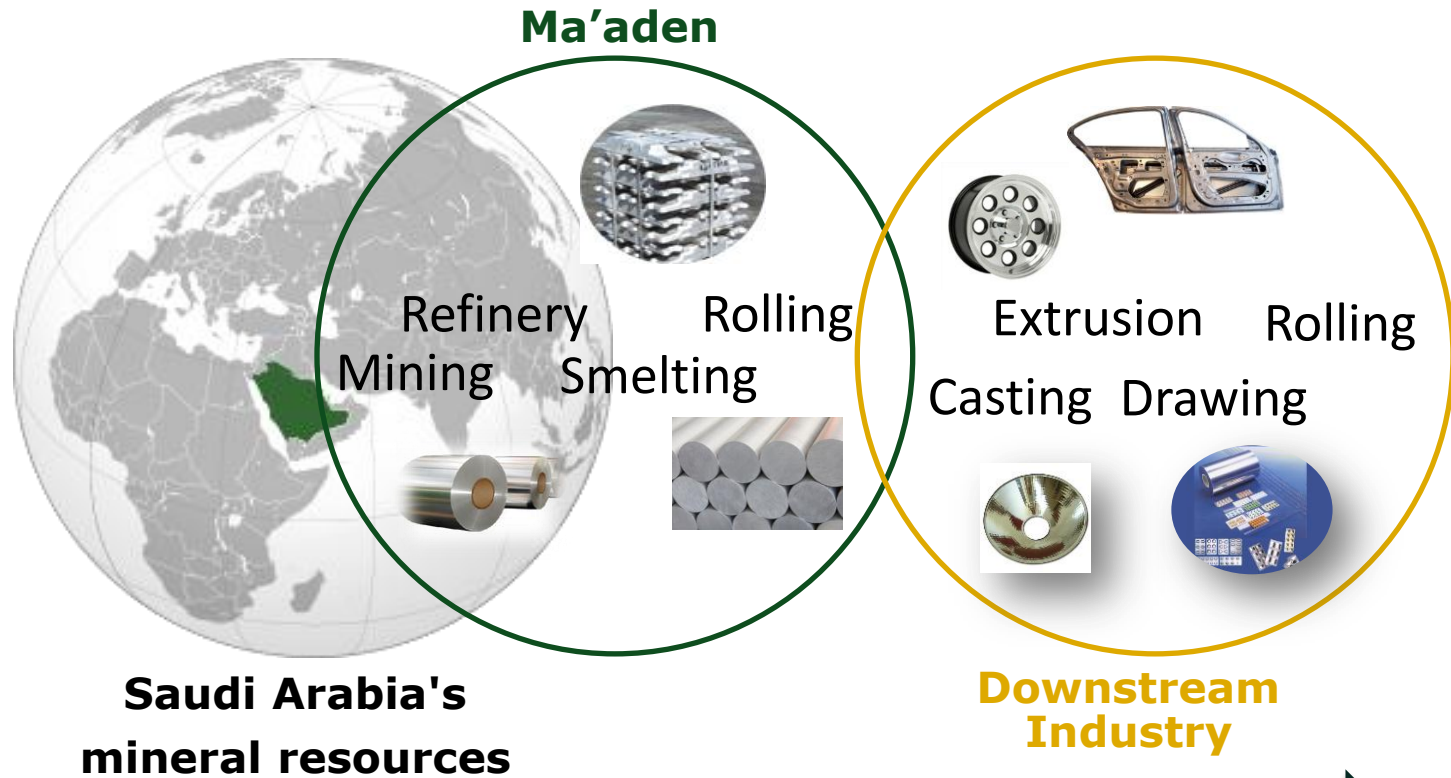 Ma’aden
Refinery
Rolling
Mining
Smelting
Extrusion
Rolling
Casting
Drawing
Saudi Arabia's
mineral resources
Downstream
Industry